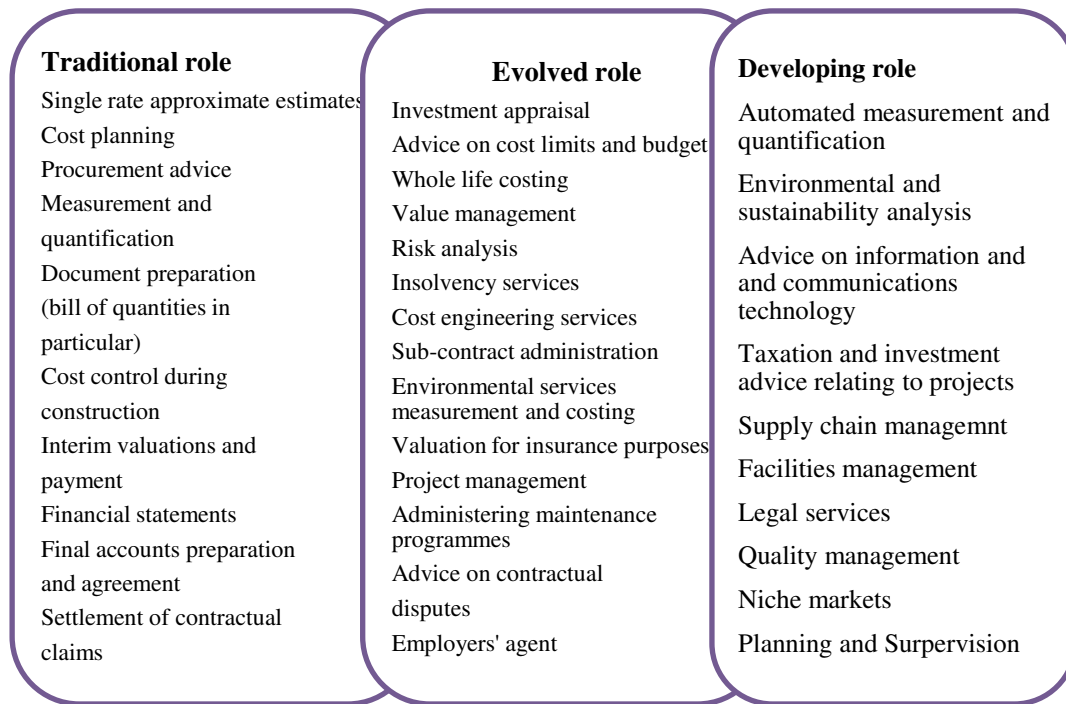 Traditional role
Single rate approximate estimates
Cost planning
Procurement advice
Measurement and
quantification
Document preparation
(bill of quantities in
particular)
Cost control during
construction
Interim valuations and
payment
Financial statements
Final accounts preparation
and agreement
Settlement of contractual
claims
Evolved role
Investment appraisal
Advice on cost limits and budget
Whole life costing
Value management
Risk analysis
Insolvency services
Cost engineering services
Sub-contract administration
Environmental services
measurement and costing
Valuation for insurance purposes
Project management
Administering maintenance
programmes
Advice on contractual
disputes
Employers' agent
Developing role
Automated measurement and
quantification
Environmental and
sustainability analysis
Advice on information and
and communications
technology
Taxation and investment
advice relating to projects
Supply chain managemnt
Facilities management
Legal services
Quality management
Niche markets
Planning and Surpervision